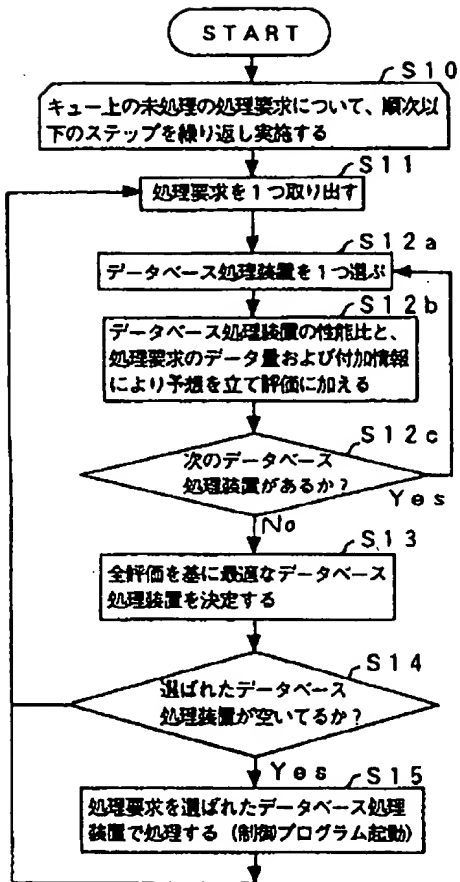 START
S10
キュー上の未処理の処理要求について、順次以
下のステップを繰り返し実施する
S11
処理要求を1つ取り出す
S12a
データベース処理装置を1つ選ぶ
S12b
データベース処理装置の性能比と、
処理要求のデータ量および付加情報
により予想を立て評価に加える
S12c
次のデータベース
処理装置があるか?
Yes
No
S13
全評価を基に最適なデータベース
処理装置を決定する
S14
選ばれたデータベース
処理装置が空いてるか?
Yes
S15
処理要求を選ばれたデータベース処理
装置で処理する(制御プログラム起動)